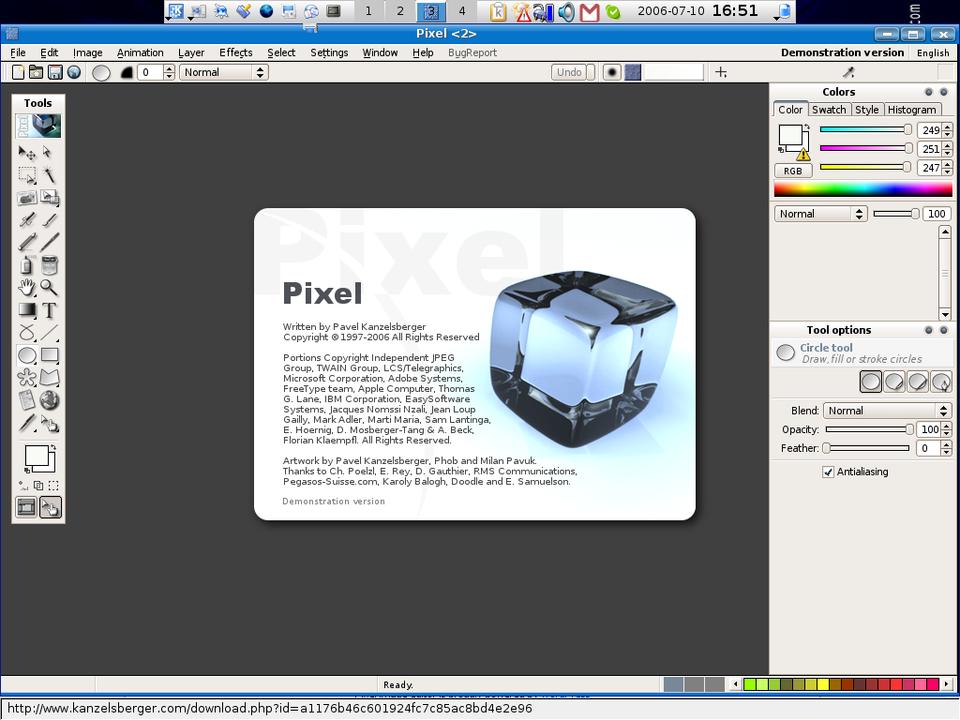 1 2 3 4 2006-07-10 16:51
com
Pixel <2>
File Edit Image Animation Layer Effects Select Settings Window Help BugReport Demonstration version English
0 Normal Undo
Tools
Pixel
Colors
Color Swatch Style Histogram
249
251
RGB 247
Normal 100
Tool options
Circle tool
Draw, fill or stroke circles
Blend: Normal
Opacity: 100
Feather: 0
Antialiasing
Pixel
Pixel
Written by Pavel Kanzelsberger
Copyright ©1997-2006 All Rights Reserved
Portions Copyright Independent JPEG
Group, TWAIN Group, LCS/Telegraphics,
Microsoft Corporation, Adobe Systems,
FreeType team, Apple Computer, Thomas
G. Lane, IBM Corporation, EasySoftware
Systems, Jacques Nomssi Nzali, Jean Loup
Gailly, Mark Adler, Marti Maria, Sam Lantinga,
E. Hoernig, D. Mosberger-Tang & A. Beck,
Florian Klaempfl. All Rights Reserved.
Artwork by Pavel Kanzelsberger, Phob and Milan Pavuk.
Thanks to Ch. Poelzl, E. Rey, D. Gauthier, RMS Communications,
Pegasos-Suisse.com, Karoly Balogh, Doodle and E. Samuelson.
Demonstration version
Ready.
http://www.kanzelsberger.com/download.php?id=a1176b46c601924fc7c85ac8bd4e2e96